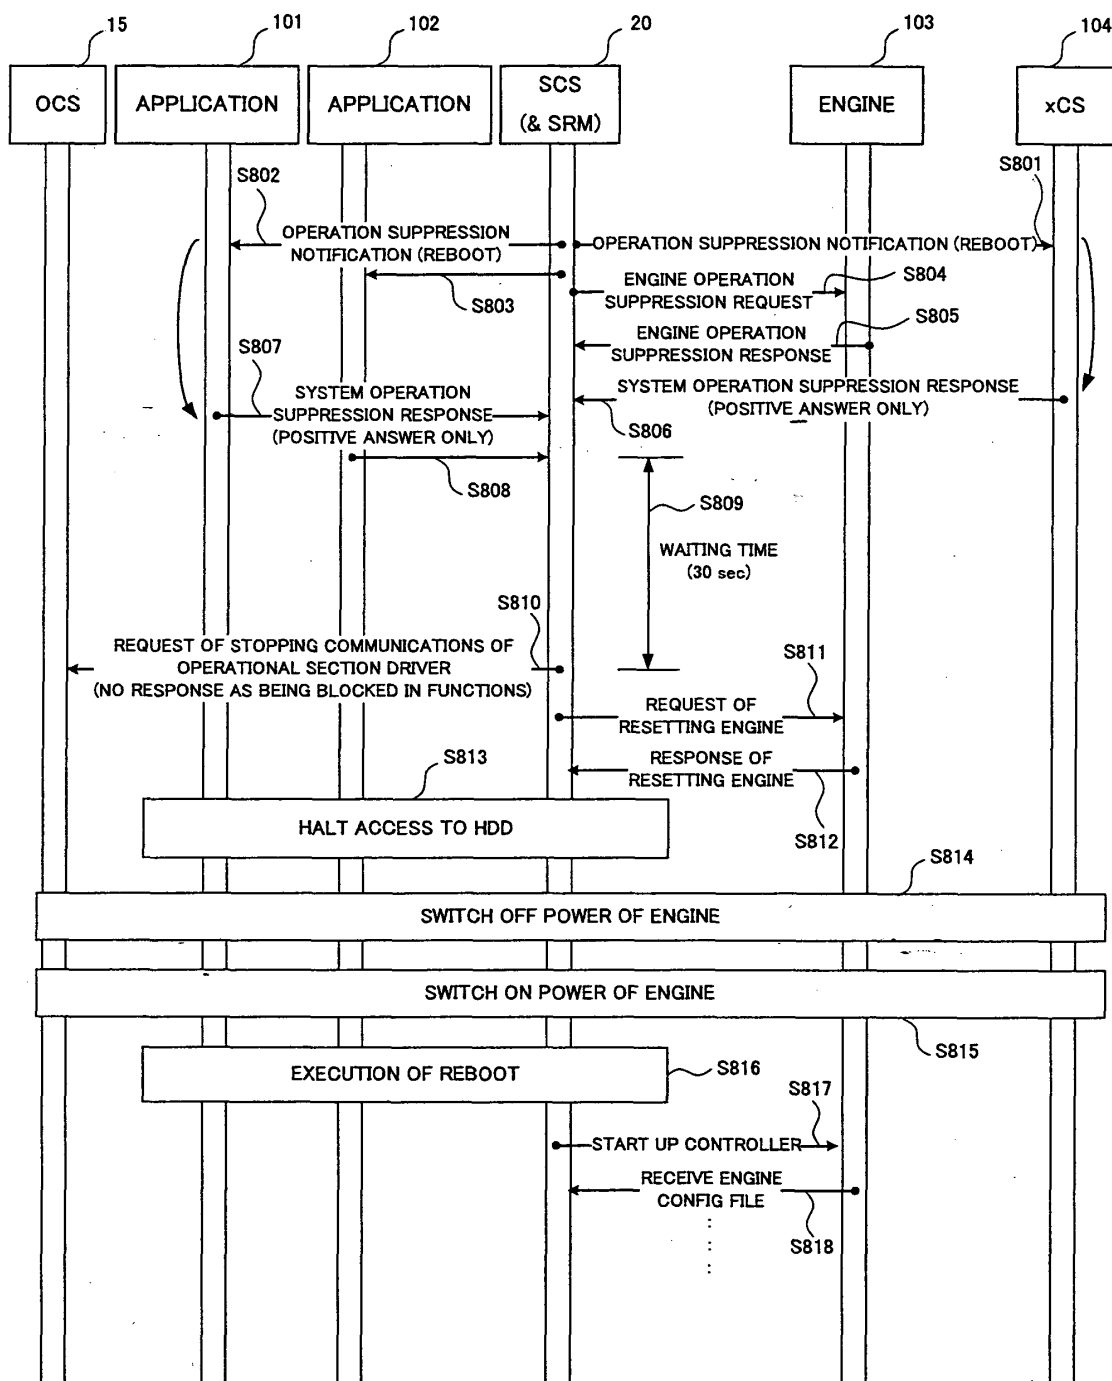 15
101
102
20
103
104
OCS
APPLICATION
APPLICATION
SCS
(& SRM)
ENGINE
xCS
S802
S801
OPERATION SUPPRESSION
NOTIFICATION (REBOOT)
OPERATION SUPPRESSION NOTIFICATION (REBOOT)
S803
ENGINE OPERATION
SUPPRESSION REQUEST
S804
ENGINE OPERATION
SUPPRESSION RESPONSE
S805
S807
SYSTEM OPERATION
SUPPRESSION RESPONSE
(POSITIVE ANSWER ONLY)
SYSTEM OPERATION SUPPRESSION RESPONSE
(POSITIVE ANSWER ONLY)
S806
S808
S809
WAITING TIME
(30 sec)
S810
REQUEST OF STOPPING COMMUNICATIONS OF
OPERATIONAL SECTION DRIVER
(NO RESPONSE AS BEING BLOCKED IN FUNCTIONS)
S811
REQUEST OF
RESETTING ENGINE
RESPONSE OF
RESETTING ENGINE
S812
S813
HALT ACCESS TO HDD
S814
SWITCH OFF POWER OF ENGINE
SWITCH ON POWER OF ENGINE
S815
EXECUTION OF REBOOT
S816
S817
START UP CONTROLLER
RECEIVE ENGINE
CONFIG FILE
S818